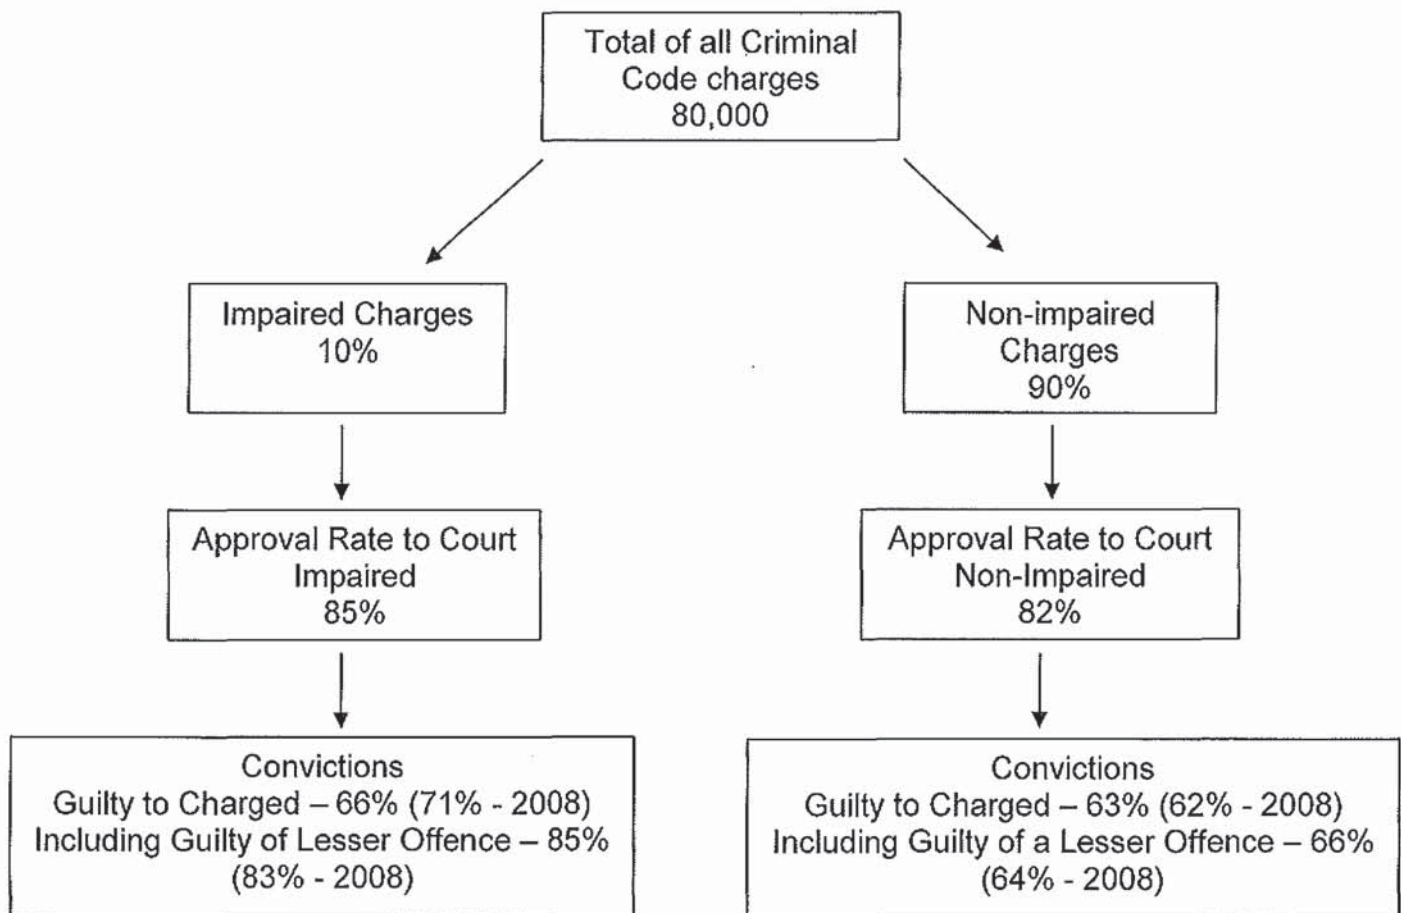 Total of all Criminal
Code charges
80,000
Impaired Charges
10%
Non-impaired
Charges
90%
Approval Rate to Court
Impaired
85%
Approval Rate to Court
Non-Impaired
82%
Convictions
Guilty to Charged – 66% (71% - 2008)
Including Guilty of Lesser Offence – 85%
(83% - 2008)
Convictions
Guilty to Charged – 63% (62% - 2008)
Including Guilty of a Lesser Offence – 66%
(64% - 2008)